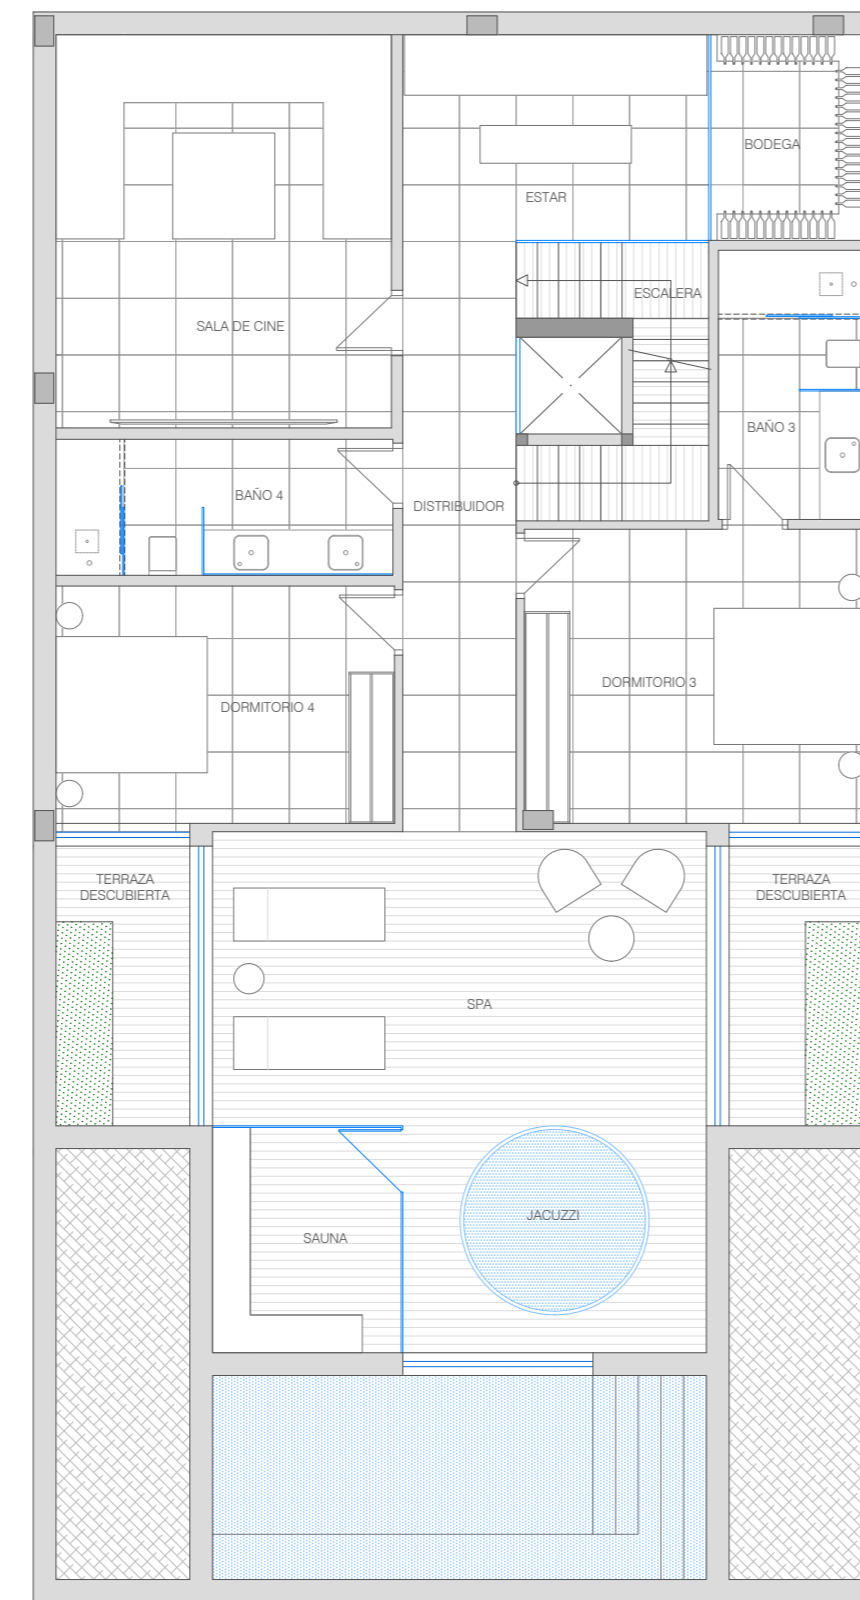 BODEGA
ESTAR
ESCALERA
SALA DE CINE
BAÑO 3
BAÑO 4
DISTRIBUIDOR
DORMITORIO 3
DORMITORIO 4
TERRAZA
DESCUBIERTA
TERRAZA
DESCUBIERTA
SPA
JACUZZI
SAUNA